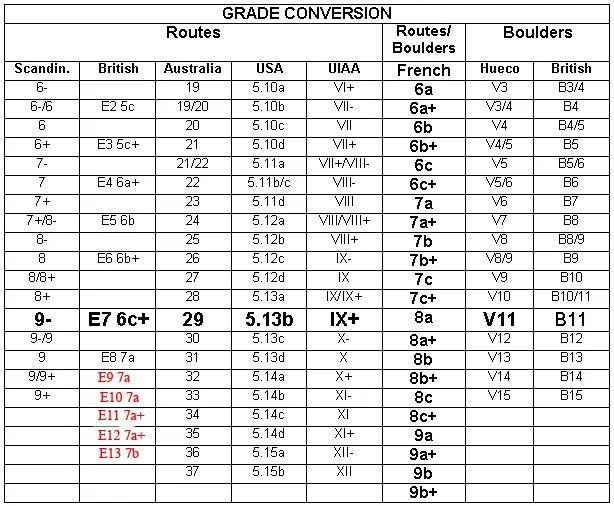 GRADE CONVERSION
Routes Routes/ Boulders Boulders
Scandin. British Australia USA UIAA French Hueco British
6- 19 5.10a VI+ 6a V3 B3/4
6-/6 E2 5c 19/20 5.10b VII- 6a+ V3/4 B4
6 20 5.10c VII 6b V4 B4/5
6+ E3 5c+ 21 5.10d VII+ 6b+ V4/5 B5
7- 21/22 5.11a VII+/VIII- 6c V5 B5/6
7 E4 6a+ 22 5.11b/c VIII- 6c+ V5/6 B6
7+ 23 5.11d VIII 7a V6 B7
7+/8- E5 6b 24 5.12a VIII/VIII+ 7a+ V7 B8
8- 25 5.12b VIII+ 7b V8 B8/9
8 E6 6b+ 26 5.12c IX- 7b+ V8/9 B9
8/8+ 27 5.12d IX 7c V9 B10
8+ 28 5.13a IX/IX+ 7c+ V10 B10/11
9- E7 6c+ 29 5.13b IX+ 8a V11 B11
9-/9 30 5.13c X- 8a+ V12 B12
9 E8 7a 31 5.13d X 8b V13 B13
9/9+ E9 7a 32 5.14a X+ 8b+ V14 B14
9+ E10 7a 33 5.14b XI- 8c V15 B15
E11 7a+ 34 5.14c XI 8c+
E12 7a+ 35 5.14d XI+ 9a
E13 7b 36 5.15a XII- 9a+
37 5.15b XII 9b
9b+